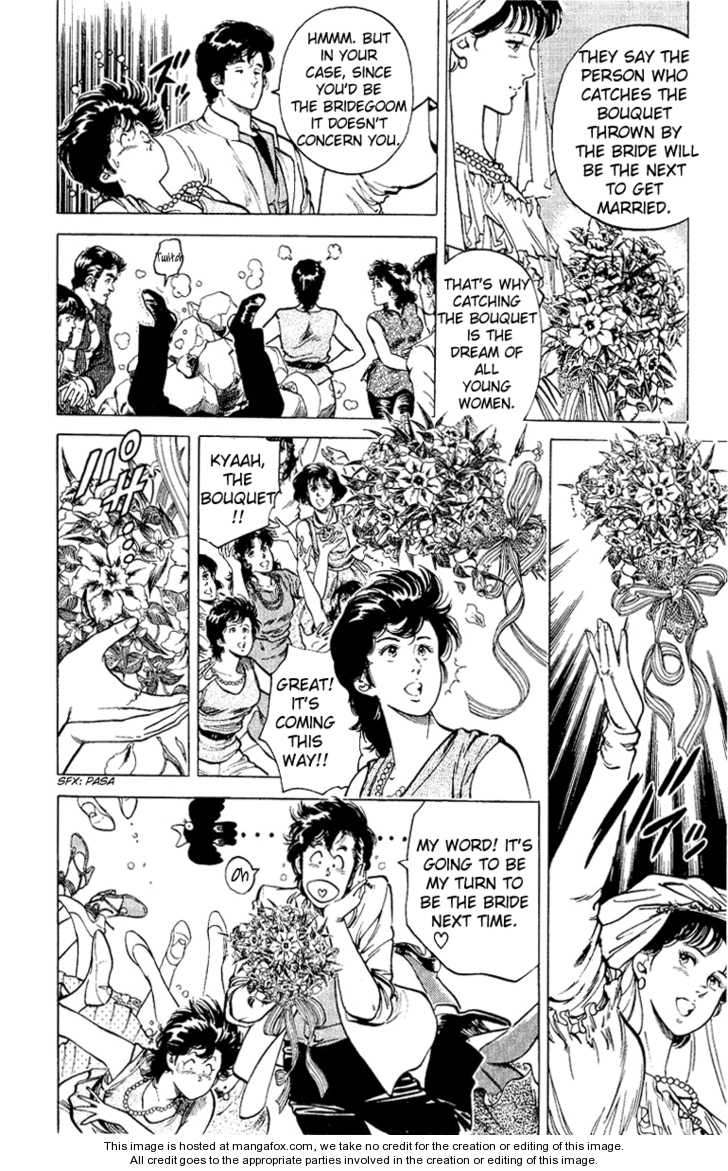 THEY SAY THE
PERSON WHO
CATCHES THE
BOUQUET
THROWN BY
THE BRIDE WILL
BE THE NEXT
TO GET
MARRIED.
THAT'S WHY
CATCHING
THE BOUQUET
IS THE
DREAM OF
ALL
YOUNG
WOMEN.
HMMM. BUT
IN YOUR
CASE, SINCE
YOU'D BE
THE BRIDEGOOM
IT DOESN'T
CONCERN YOU.
Twitch
KYAAH,
THE
BOUQUET
!!
GREAT!
IT'S
COMING
THIS
WAY!!
パサ
SFX: PASA
MY WORD! IT'S
GOING TO BE
MY TURN TO
BE THE BRIDE
NEXT TIME.
♡
Oh
This image is hosted at mangafox.com, we take no credit for the creation or editing of this image.
All credit goes to the appropriate parties involved in the creation or editing of this image.